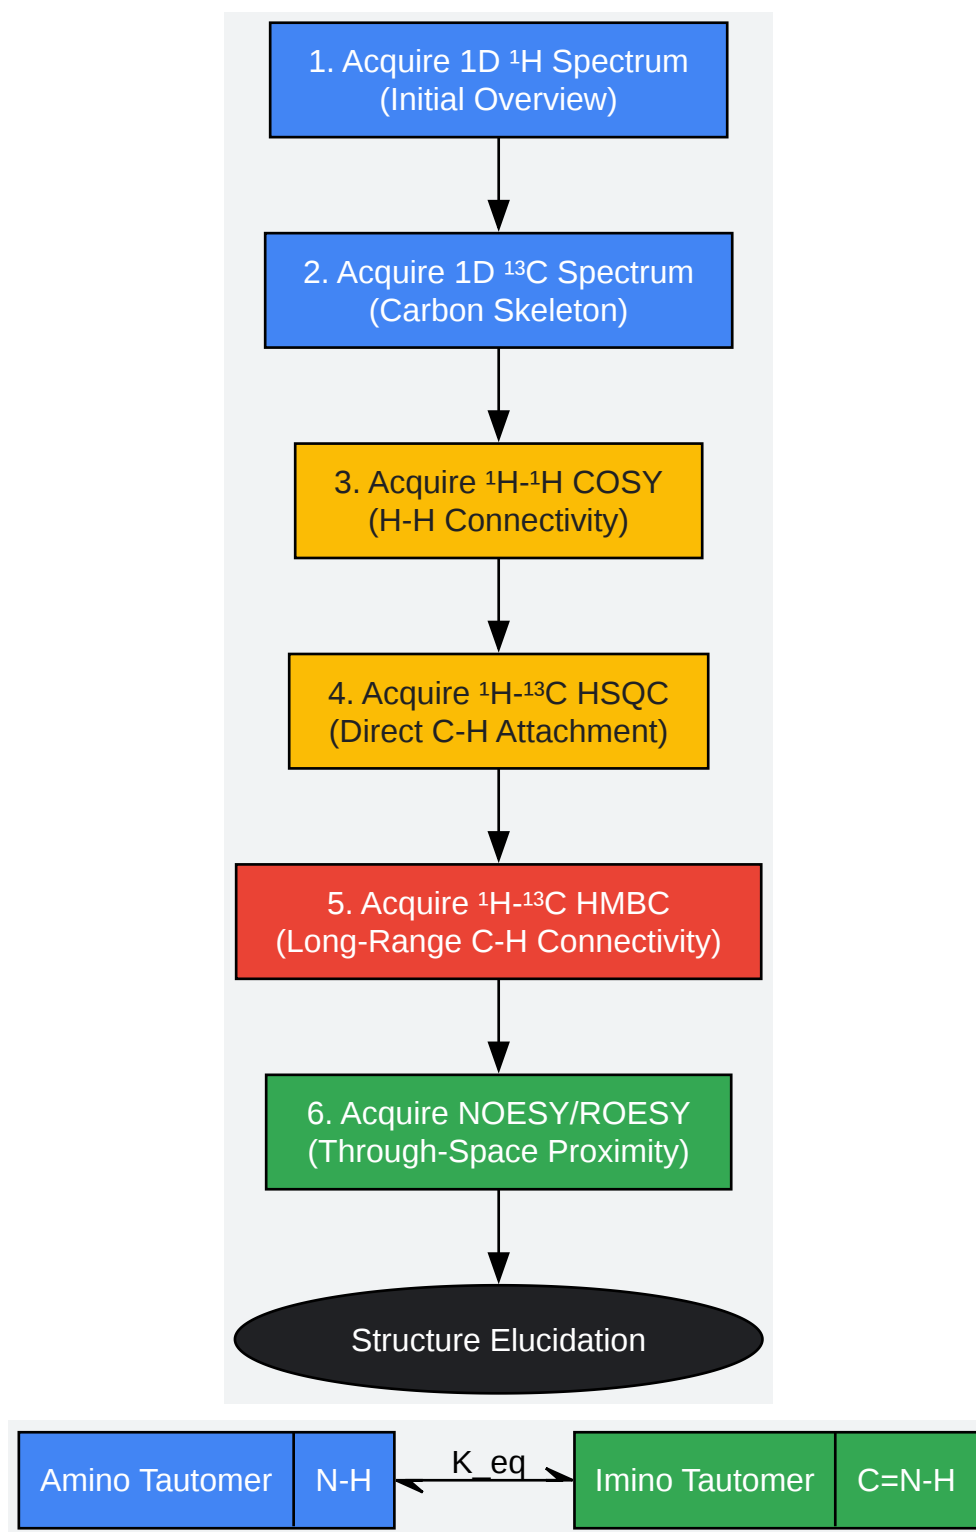 1. Acquire 1D ¹H Spectrum
(Initial Overview)
2. Acquire 1D ¹³C Spectrum
(Carbon Skeleton)
3. Acquire ¹H-¹H COSY
(H-H Connectivity)
4. Acquire ¹H-¹³C HSQC
(Direct C-H Attachment)
5. Acquire ¹H-¹³C HMBC
(Long-Range C-H Connectivity)
6. Acquire NOESY/ROESY
(Through-Space Proximity)
Structure Elucidation
Amino Tautomer N-H K_eq Imino Tautomer C=N-H